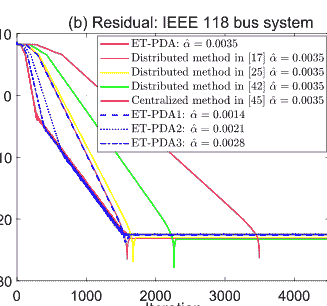 (b) Residual: IEEE 118 bus system
ET-PDA: α̂ = 0.0035
Distributed method in [17] α̂ = 0.0035
Distributed method in [25] α̂ = 0.0035
Distributed method in [42] α̂ = 0.0035
Centralized method in [45] α̂ = 0.0035
ET-PDA1: α̂ = 0.0014
ET-PDA2: α̂ = 0.0021
ET-PDA3: α̂ = 0.0028
10
0
10
20
30
0 1000 2000 3000 4000
Iteration